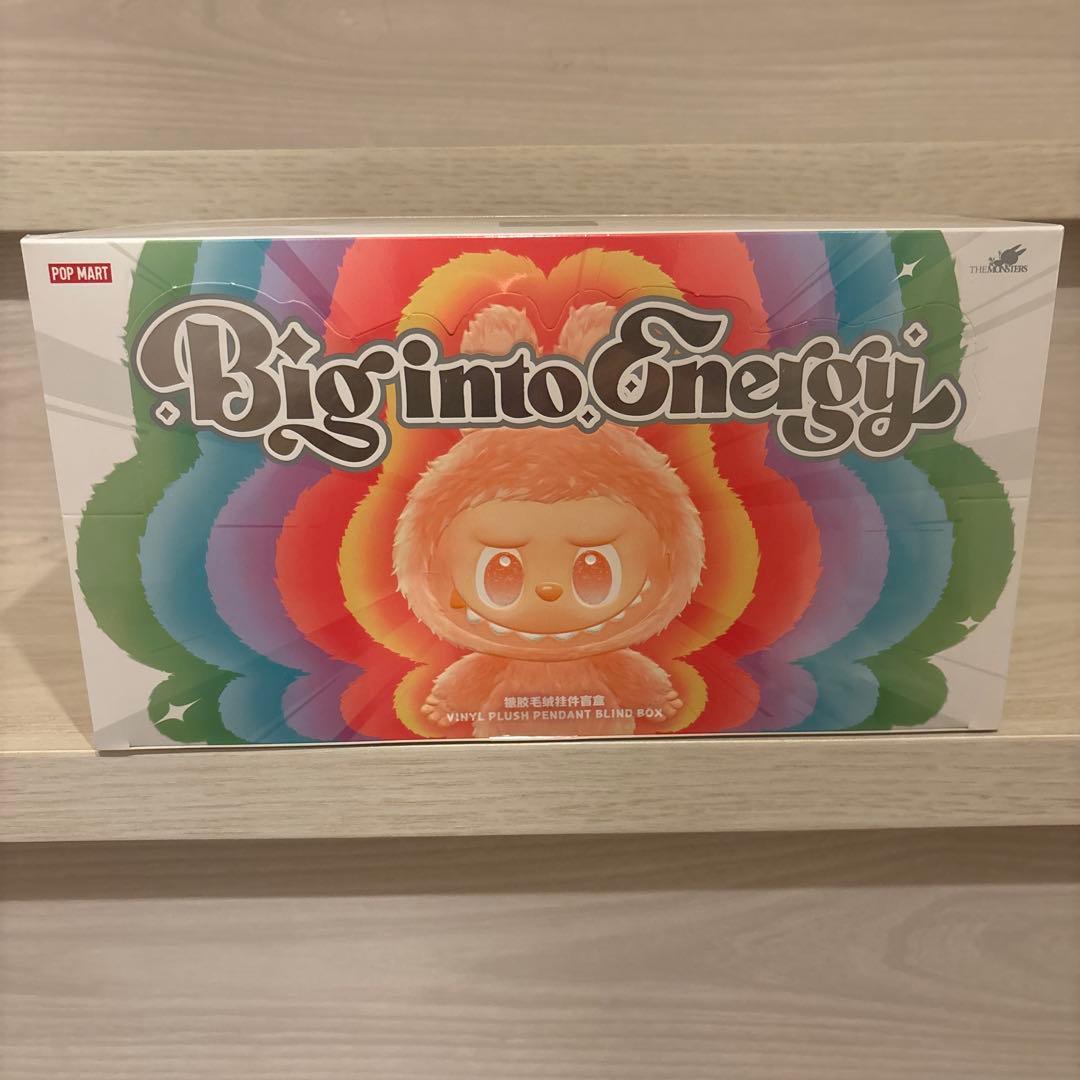 POP MART
THE MONSTERS
Big into Energy
搪胶毛绒挂件盲盒
VINYL PLUSH PENDANT BLIND BOX